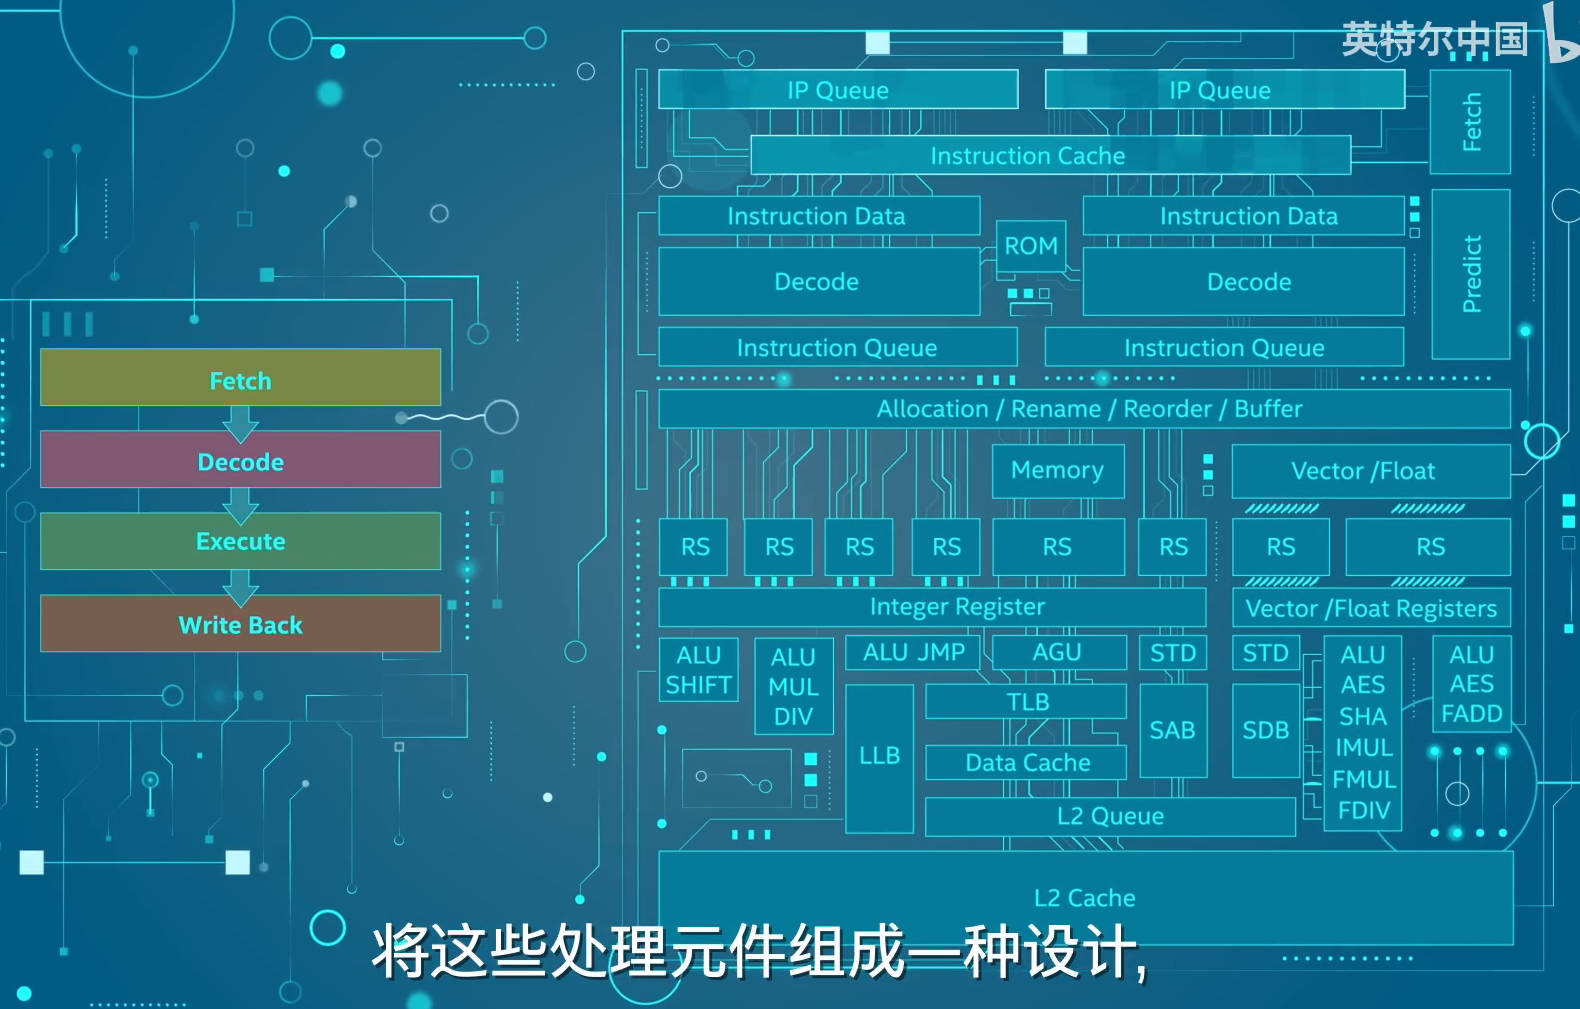 英特尔中国
IP Queue
IP Queue
Fetch
Instruction Cache
Instruction Data
ROM
Instruction Data
Predict
Decode
Decode
Instruction Queue
Instruction Queue
Allocation / Rename / Reorder / Buffer
Memory
Vector /Float
RS
RS
RS
RS
RS
RS
RS
RS
Integer Register
Vector /Float Registers
ALU
SHIFT
ALU
MUL
DIV
ALU JMP
AGU
STD
STD
ALU
AES
SHA
IMUL
FMUL
FDIV
ALU
AES
FADD
LLB
TLB
SAB
SDB
Data Cache
L2 Queue
L2 Cache
Fetch
Decode
Execute
Write Back
将这些处理元件组成一种设计,